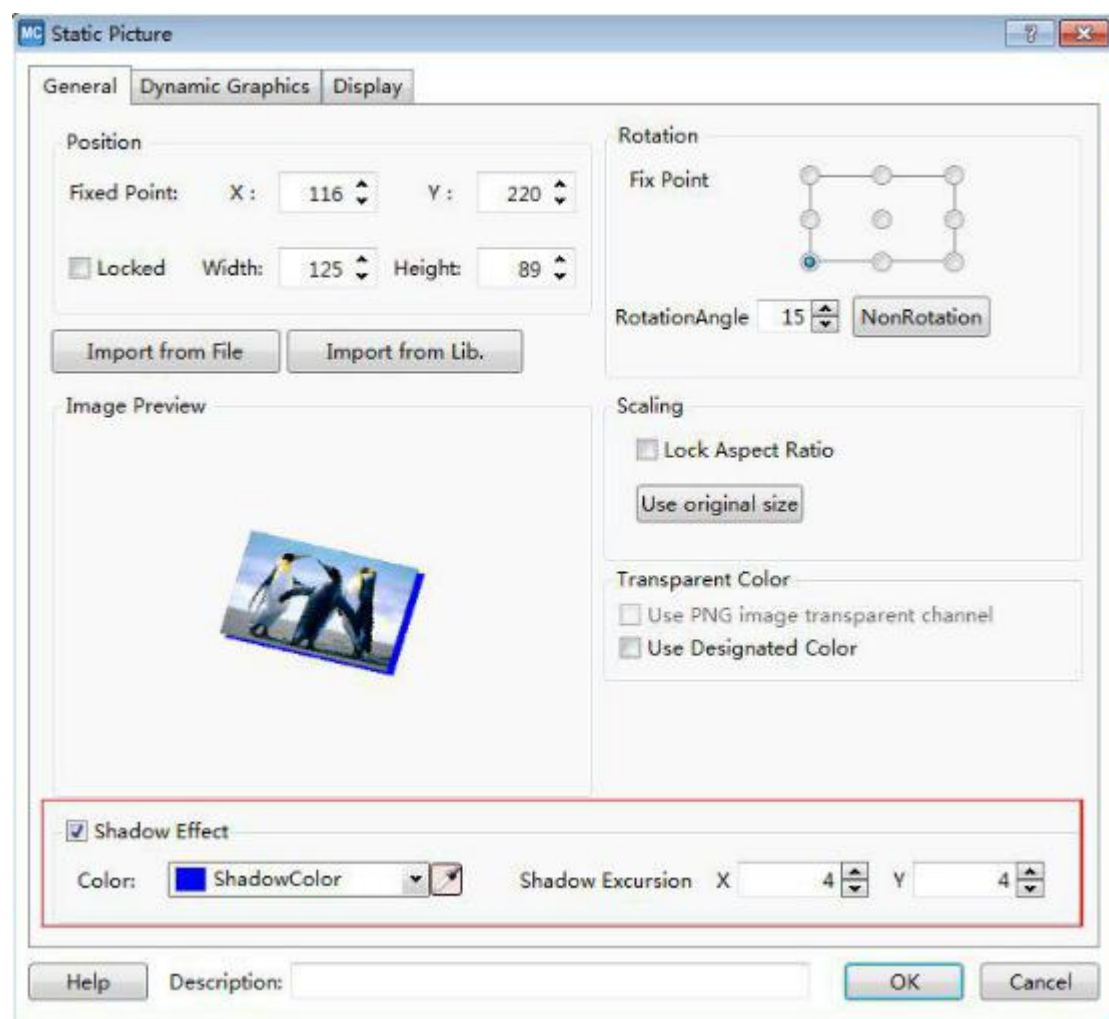 MC Static Picture ?
General Dynamic Graphics Display
Position
Fixed Point: X : 116 Y : 220
Locked Width: 125 Height: 89
Import from File Import from Lib.
Rotation
Fix Point
RotationAngle 15 NonRotation
Image Preview
Scaling
Lock Aspect Ratio
Use original size
Transparent Color
Use PNG image transparent channel
Use Designated Color
Shadow Effect
Color: ShadowColor Shadow Excursion X 4 Y 4
Help Description: OK Cancel